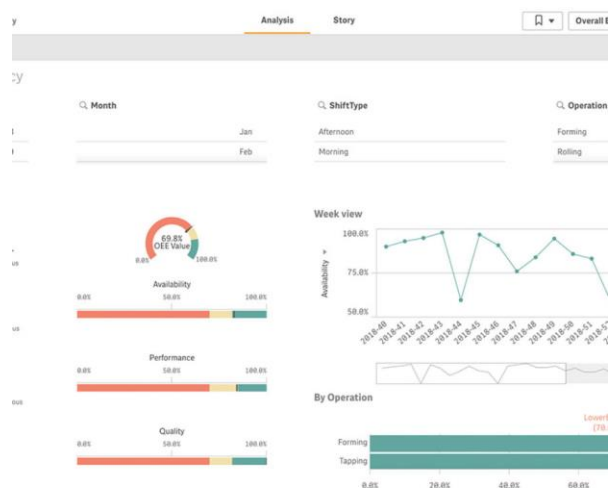 y
Analysis
Story
Overall
cy
Month
ShiftType
Operation
Jan
Afternoon
Forming
Feb
Morning
Rolling
us
us
ous
69.8%
OEE Value
0.0%
100.0%
Availability
0.0%
50.0%
100.0%
Performance
0.0%
50.0%
100.0%
Quality
0.0%
50.0%
100.0%
Week view
Availability
100.0%
75.0%
50.0%
2018-40
2018-41
2018-42
2018-43
2018-44
2018-45
2018-46
2018-47
2018-48
2018-49
2018-50
2018-51
By Operation
Forming
Tapping
0.0%
20.0%
40.0%
60.0%